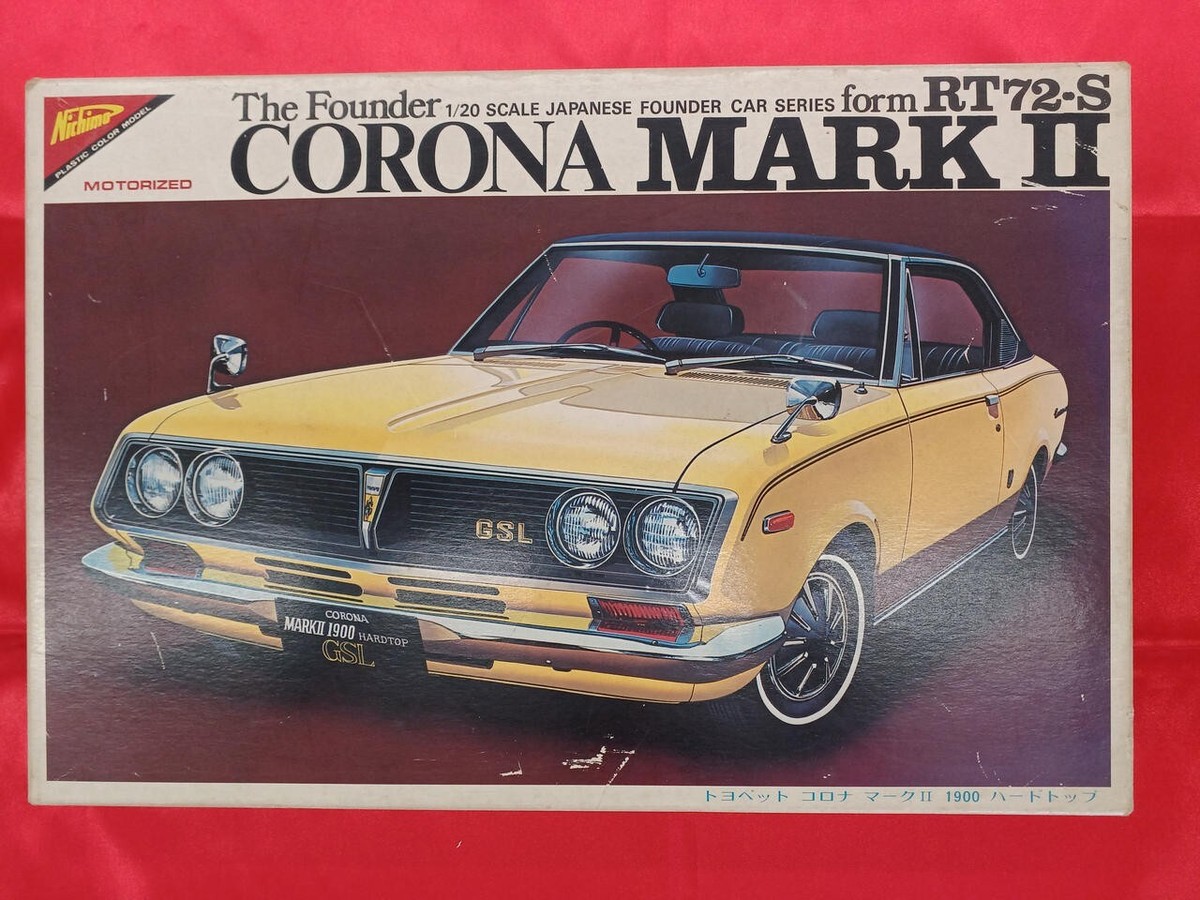 Nichimo
PLASTIC COLOR MODEL
MOTORIZED
The Founder 1/20 SCALE JAPANESE FOUNDER CAR SERIES form RT72-S
CORONA MARK II
GSL
CORONA
MARKII 1900 HARDTOP
GSL
トヨペット コロナ マークII 1900 ハードトップ